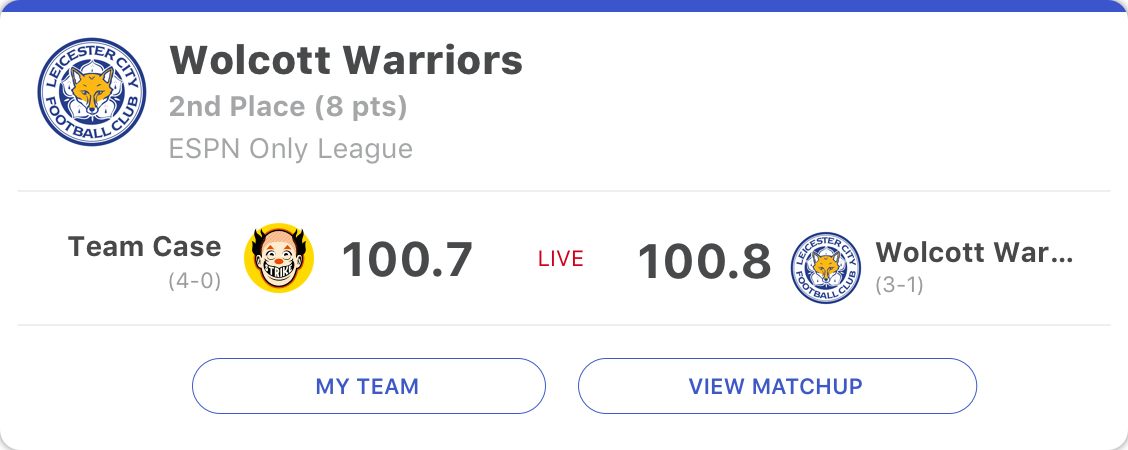 LEICESTER CITY
FOOTBALL CLUB
Wolcott Warriors
2nd Place (8 pts)
ESPN Only League
Team Case
(4-0)
STRIKE
100.7
LIVE
100.8
LEICESTER CITY
FOOTBALL CLUB
Wolcott War...
(3-1)
MY TEAM
VIEW MATCHUP